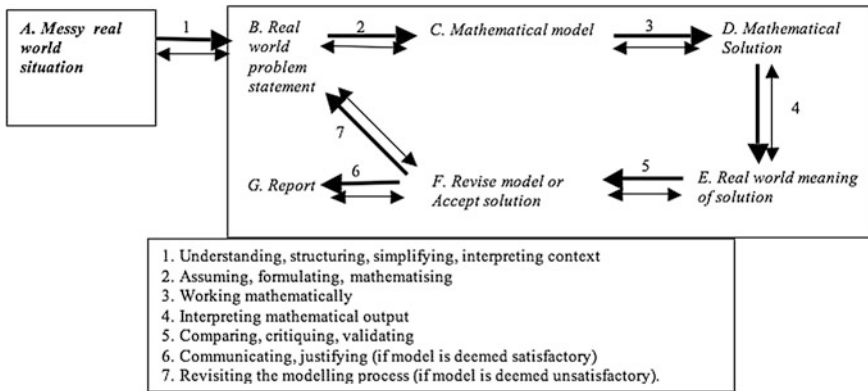 A. Messy real
world
situation
1
B. Real
world
problem
statement
2
C. Mathematical model
3
D. Mathematical
Solution
4
7
5
E. Real world meaning
of solution
6
F. Revise model or
Accept solution
G. Report
1. Understanding, structuring, simplifying, interpreting context
2. Assuming, formulating, mathematising
3. Working mathematically
4. Interpreting mathematical output
5. Comparing, critiquing, validating
6. Communicating, justifying (if model is deemed satisfactory)
7. Revisiting the modelling process (if model is deemed unsatisfactory).